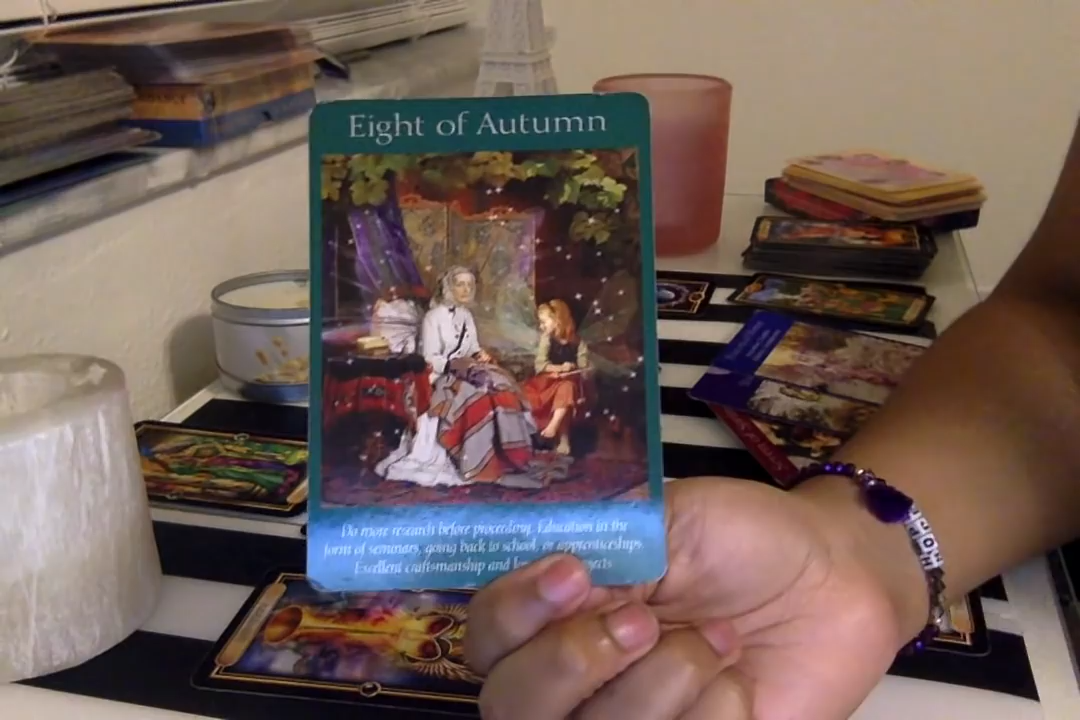 Eight of Autumn
Do more research before proceeding. Education in the
form of seminars, going back to school, or apprenticeships.
Excellent craftsmanship and